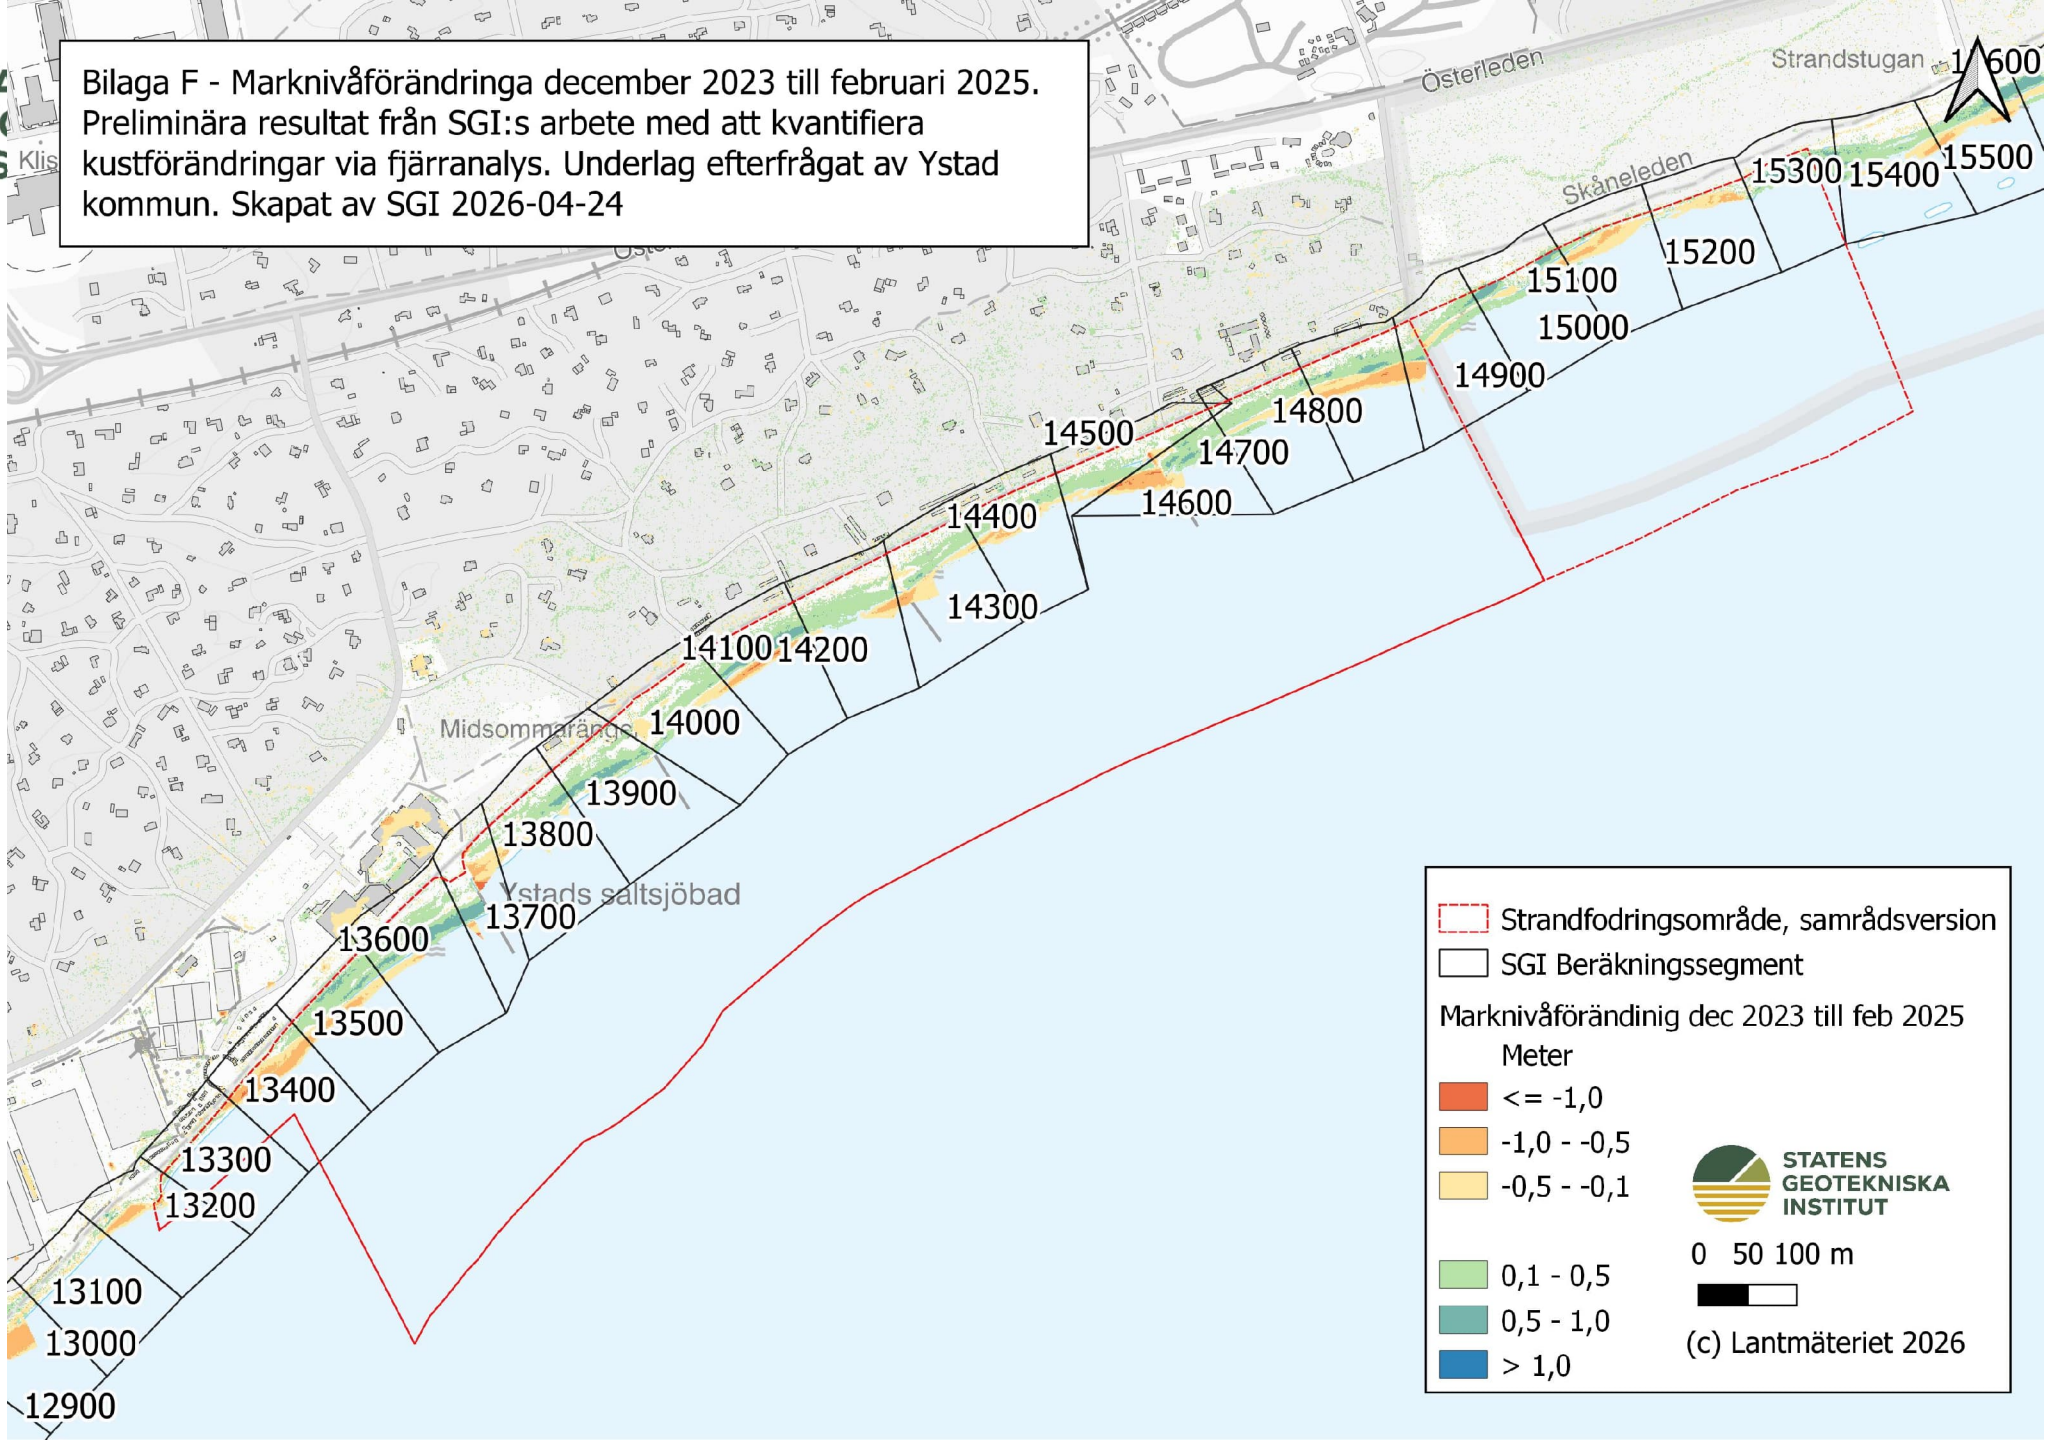 Bilaga F - Marknivåförändringa december 2023 till februari 2025.
Preliminära resultat från SGI:s arbete med att kvantifiera
kustförändringar via fjärranalys. Underlag efterfrågat av Ystad
kommun. Skapat av SGI 2026-04-24
Österleden
Strandstugan
Klis
Skåneleden
15500
15400
15300
15200
15100
15000
14900
14800
14700
14600
14500
14400
14300
14200
14100
14000
Midsommaränge
13900
13800
Ystads saltsjöbad
13700
13600
13500
13400
13300
13200
13100
13000
12900
Strandfodringsområde, samrådsversion
SGI Beräkningssegment
Marknivåförändinig dec 2023 till feb 2025
Meter
<= -1,0
-1,0 - -0,5
-0,5 - -0,1
0,1 - 0,5
0,5 - 1,0
> 1,0
STATENS
GEOTEKNISKA
INSTITUT
0 50 100 m
(c) Lantmäteriet 2026